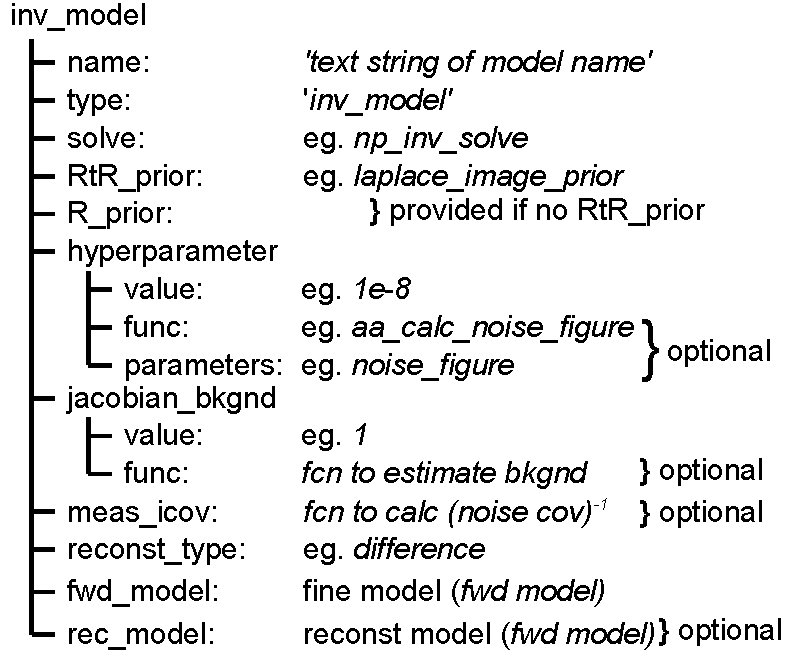 inv_model
name: 'text string of model name'
type: 'inv_model'
solve: eg. np_inv_solve
RtR_prior: eg. laplace_image_prior
R_prior: } provided if no RtR_prior
hyperparameter
value: eg. 1e-8
func: eg. aa_calc_noise_figure
parameters: eg. noise_figure } optional
jacobian_bkgnd
value: eg. 1
func: fcn to estimate bkgnd } optional
meas_icov: fcn to calc (noise cov)⁻¹ } optional
reconst_type: eg. difference
fwd_model: fine model (fwd model)
rec_model: reconst model (fwd model) } optional